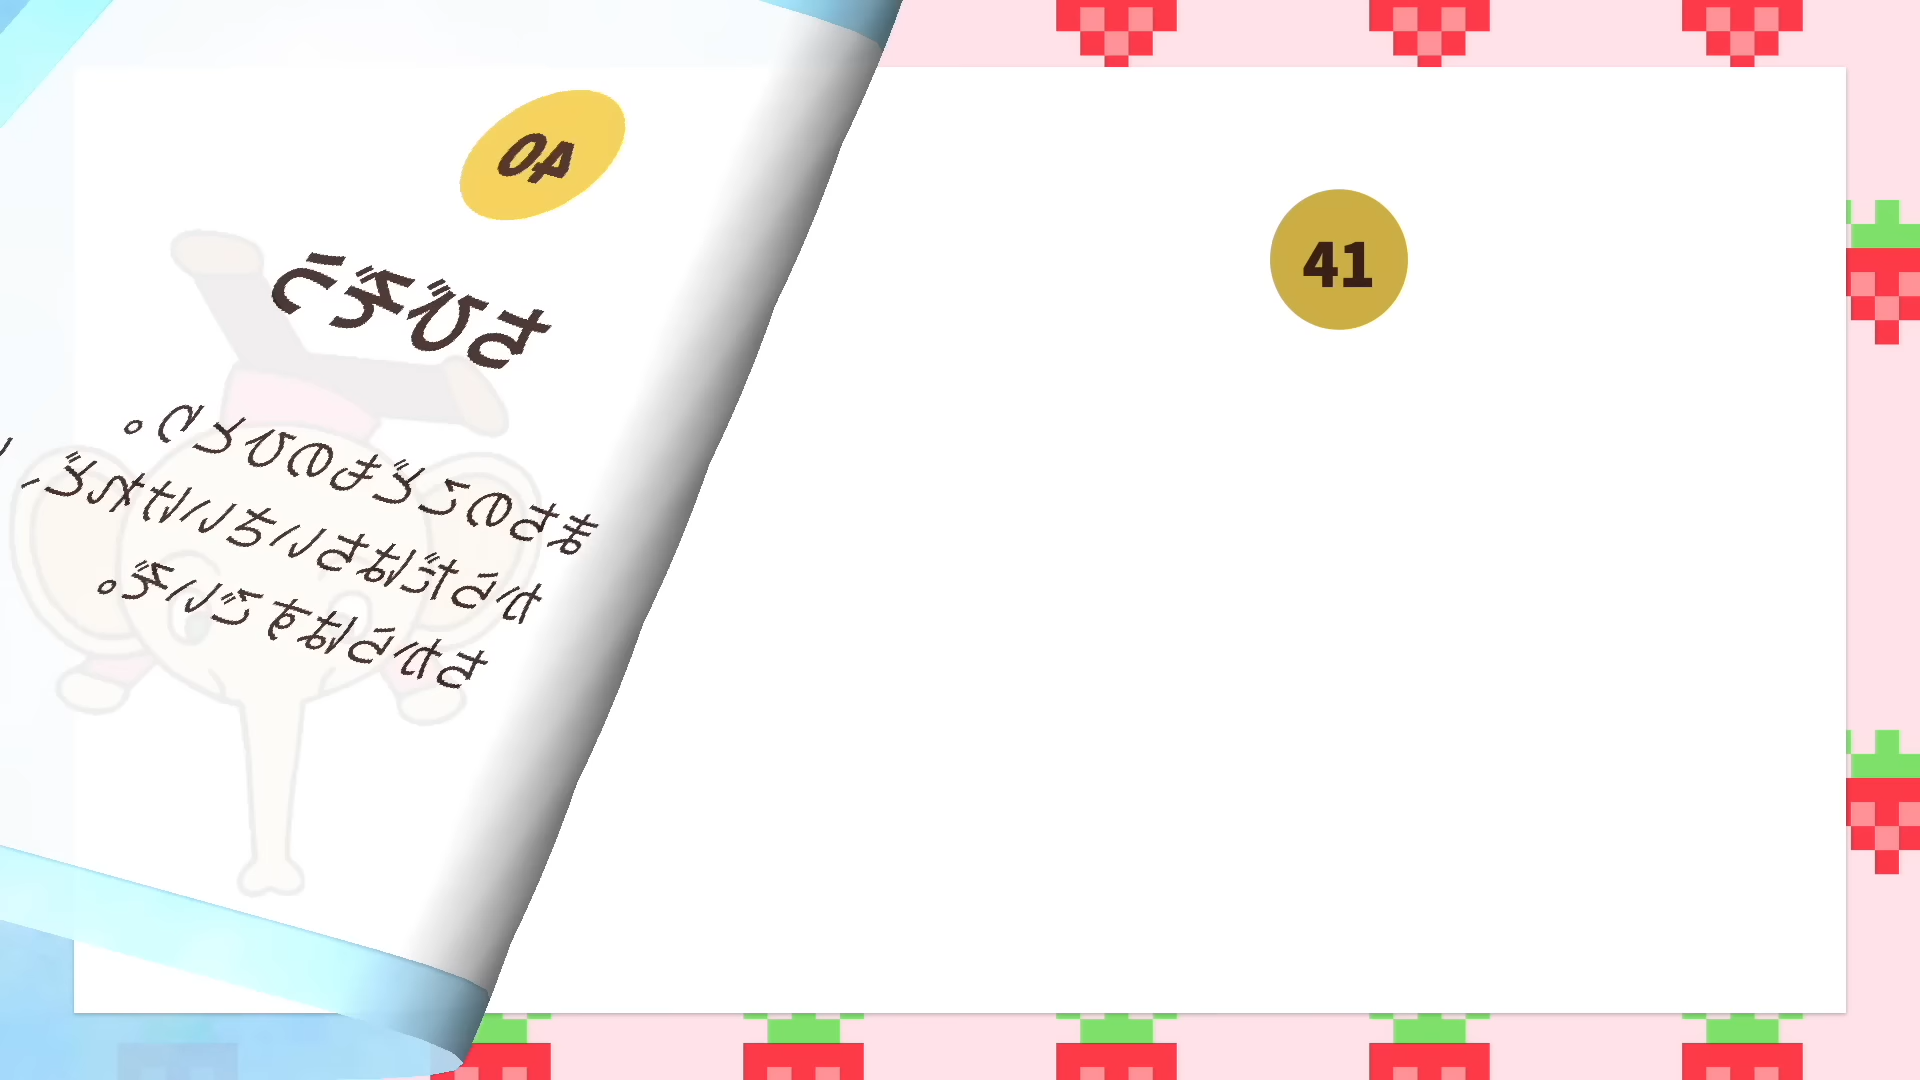 40
ちびぞう
まちのこどものひとり。
からだはちいさいけれど、
ちからはすごいぞ。
41